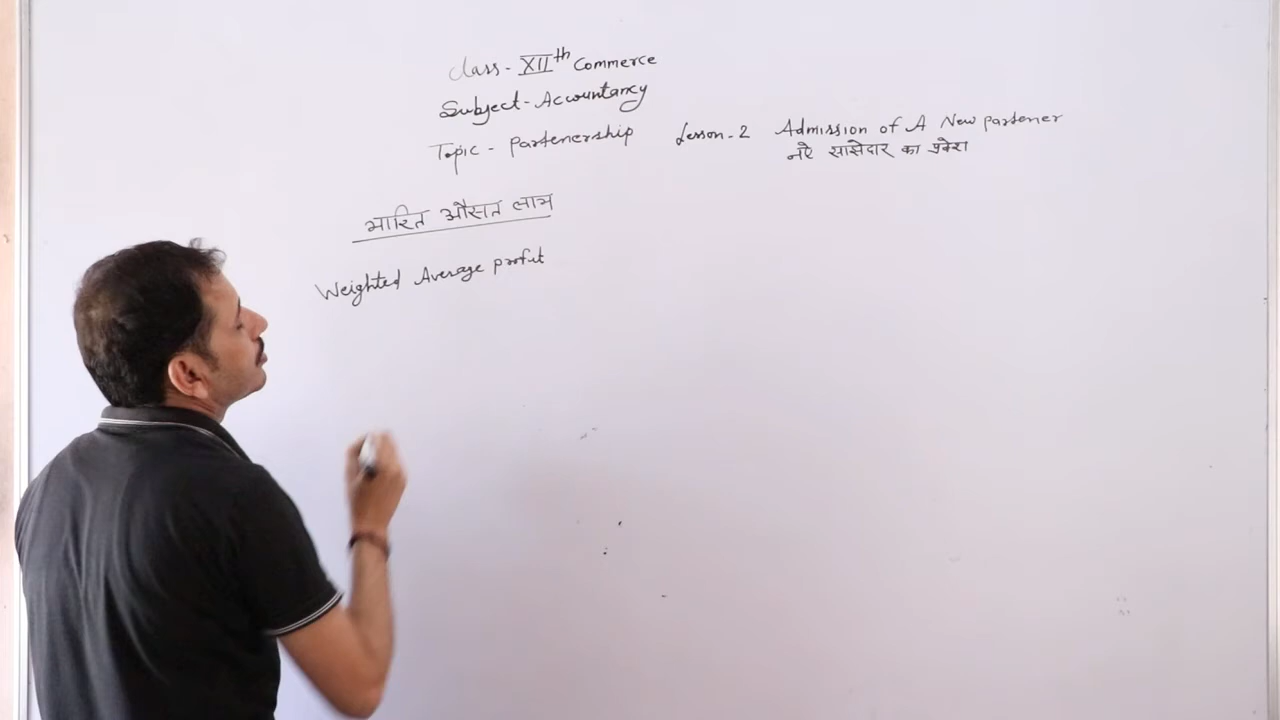 Class - XIIth Commerce
Subject - Accountancy
Topic - Partenership Lesson - 2 Admission of A New Partener
नऐ साझेदार का प्रवेश
भारित औसत लाभ
Weighted Average profit